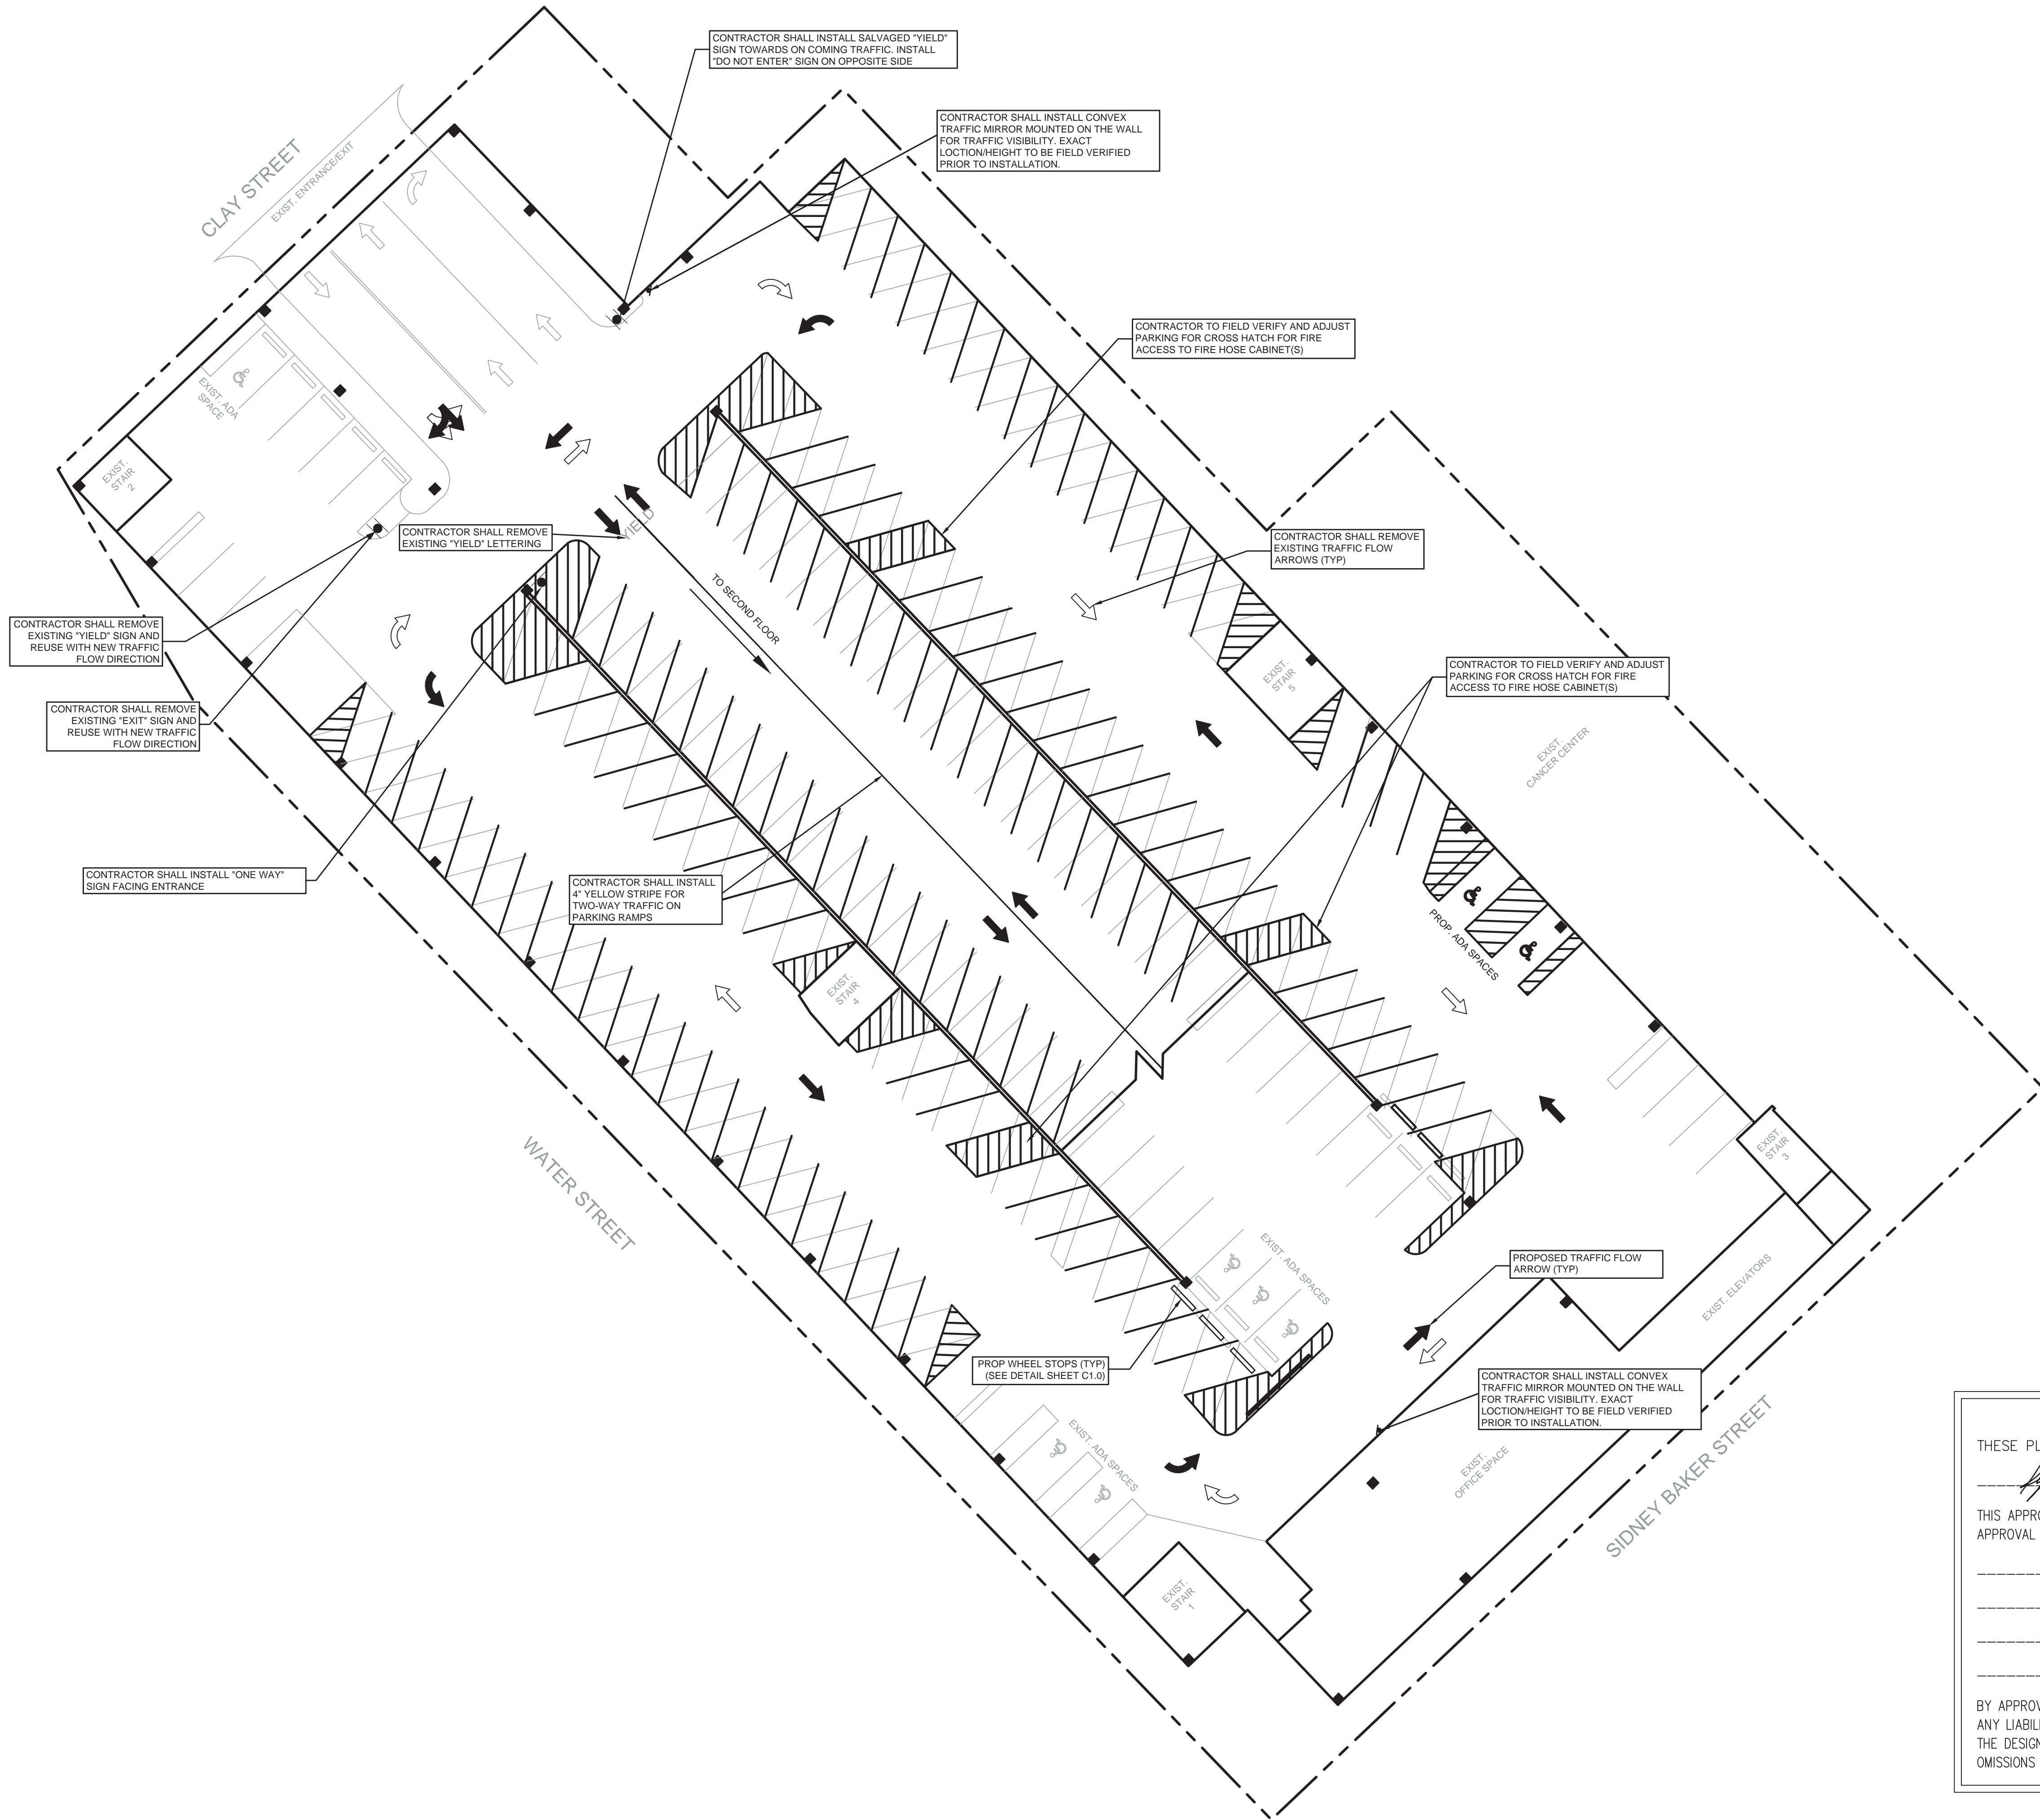 CONTRACTOR SHALL INSTALL SALVAGED "YIELD"
SIGN TOWARDS ON COMING TRAFFIC. INSTALL
"DO NOT ENTER" SIGN ON OPPOSITE SIDE
CONTRACTOR SHALL INSTALL CONVEX
TRAFFIC MIRROR MOUNTED ON THE WALL
FOR TRAFFIC VISIBILITY. EXACT
LOCTION/HEIGHT TO BE FIELD VERIFIED
PRIOR TO INSTALLATION.
CLAY STREET
EXIST. ENTRANCE/EXIT
CONTRACTOR TO FIELD VERIFY AND ADJUST
PARKING FOR CROSS HATCH FOR FIRE
ACCESS TO FIRE HOSE CABINET(S)
EXIST. ADA
SPACE
EXIST.
STAIR
2
CONTRACTOR SHALL REMOVE
EXISTING "YIELD" LETTERING
YIELD
CONTRACTOR SHALL REMOVE
EXISTING TRAFFIC FLOW
ARROWS (TYP)
TO SECOND FLOOR
CONTRACTOR SHALL REMOVE
EXISTING "YIELD" SIGN AND
REUSE WITH NEW TRAFFIC
FLOW DIRECTION
CONTRACTOR TO FIELD VERIFY AND ADJUST
PARKING FOR CROSS HATCH FOR FIRE
ACCESS TO FIRE HOSE CABINET(S)
EXIST.
STAIR
5
CONTRACTOR SHALL REMOVE
EXISTING "EXIT" SIGN AND
REUSE WITH NEW TRAFFIC
FLOW DIRECTION
EXIST.
CANCER CENTER
CONTRACTOR SHALL INSTALL "ONE WAY"
SIGN FACING ENTRANCE
CONTRACTOR SHALL INSTALL
4" YELLOW STRIPE FOR
TWO-WAY TRAFFIC ON
PARKING RAMPS
PROP. ADA SPACES
EXIST.
STAIR
4
EXIST.
STAIR
3
WATER STREET
EXIST. ADA SPACES
PROPOSED TRAFFIC FLOW
ARROW (TYP)
EXIST. ELEVATORS
PROP WHEEL STOPS (TYP)
(SEE DETAIL SHEET C1.0)
CONTRACTOR SHALL INSTALL CONVEX
TRAFFIC MIRROR MOUNTED ON THE WALL
FOR TRAFFIC VISIBILITY. EXACT
LOCTION/HEIGHT TO BE FIELD VERIFIED
PRIOR TO INSTALLATION.
EXIST. ADA SPACES
EXIST.
OFFICE SPACE
SIDNEY BAKER STREET
EXIST.
STAIR
1
THESE PL
THIS APPRO
APPROVAL
BY APPROV
ANY LIABIL
THE DESIGN
OMISSIONS